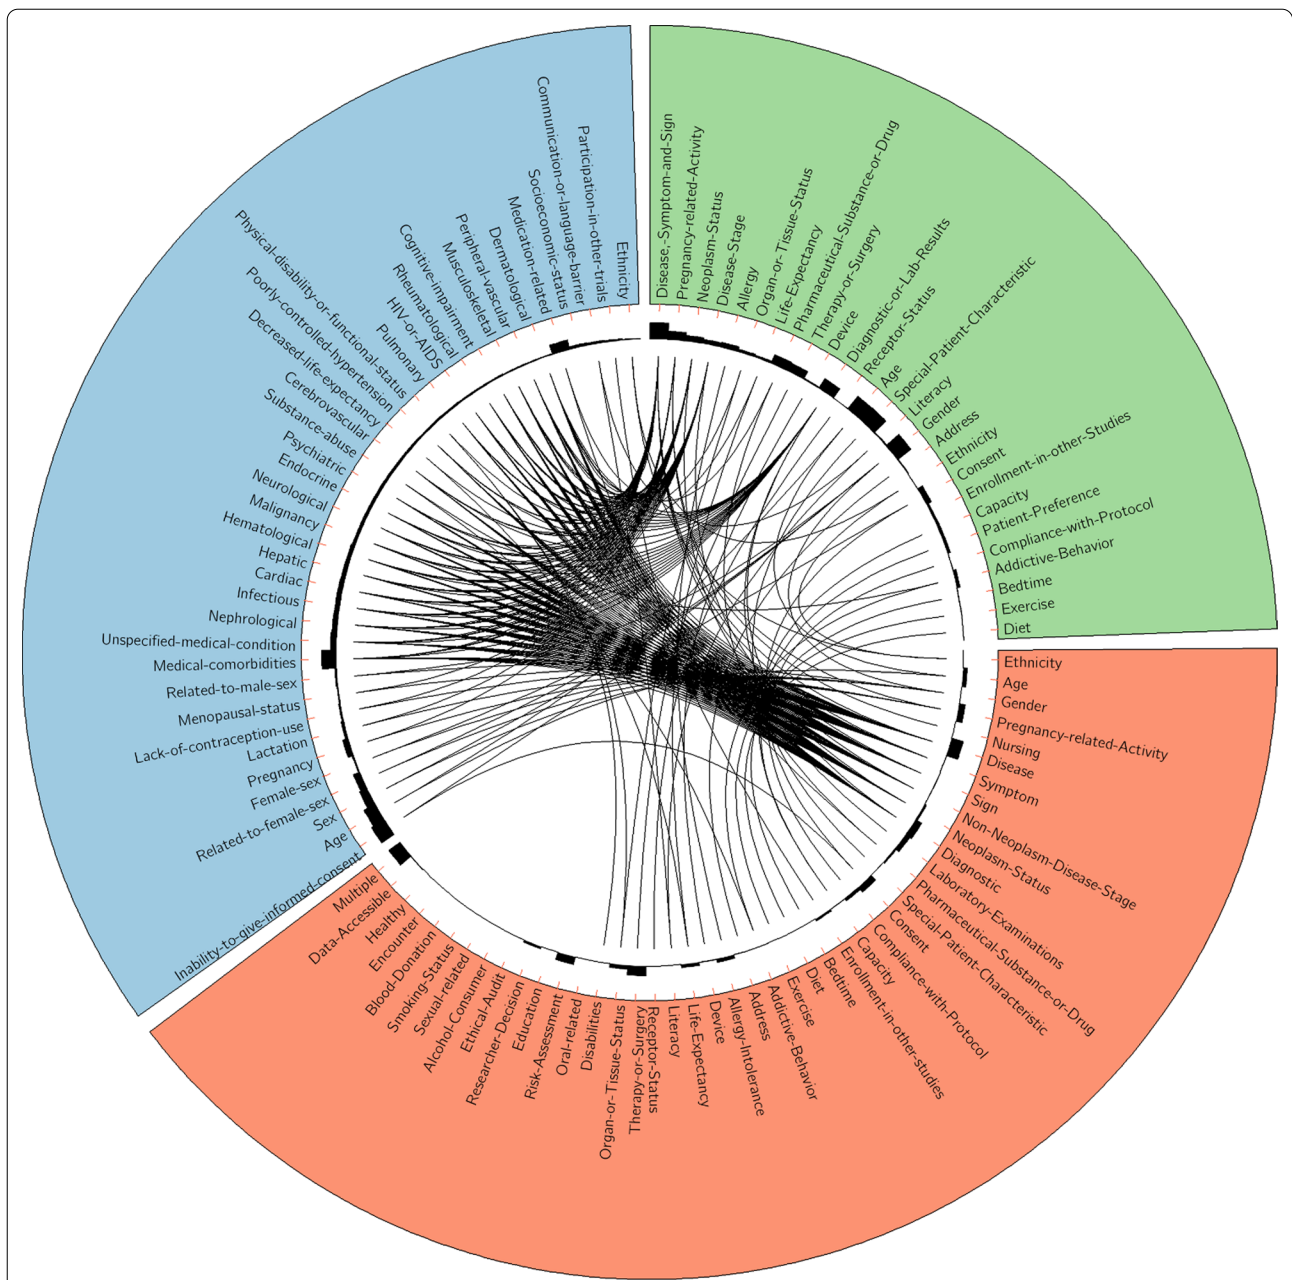 Disease,-Symptom-and-Sign
Pregnancy-related-Activity
Neoplasm-Status
Disease-Stage
Allergy
Organ-or-Tissue-Status
Life-Expectancy
Pharmaceutical-Substance-or-Drug
Therapy-or-Surgery
Device
Diagnostic-or-Lab-Results
Receptor-Status
Age
Special-Patient-Characteristic
Literacy
Gender
Address
Ethnicity
Consent
Enrollment-in-other-Studies
Capacity
Patient-Preference
Compliance-with-Protocol
Addictive-Behavior
Bedtime
Exercise
Diet
Ethnicity
Age
Gender
Pregnancy-related-Activity
Nursing
Disease
Symptom
Sign
Non-Neoplasm-Disease-Stage
Neoplasm-Status
Diagnostic
Laboratory-Examinations
Pharmaceutical-Substance-or-Drug
Special-Patient-Characteristic
Consent
Compliance-with-Protocol
Capacity
Enrollment-in-other-studies
Bedtime
Diet
Exercise
Addictive-Behavior
Address
Allergy-Intolerance
Device
Life-Expectancy
Literacy
Receptor-Status
Therapy-or-Surgery
Organ-or-Tissue-Status
Disabilities
Oral-related
Risk-Assessment
Education
Researcher-Decision
Ethical-Audit
Alcohol-Consumer
Sexual-related
Smoking-Status
Blood-Donation
Encounter
Healthy
Data-Accessible
Multiple
Inability-to-give-informed-consent
Age
Sex
Related-to-female-sex
Female-sex
Pregnancy
Lactation
Lack-of-contraception-use
Menopausal-status
Related-to-male-sex
Medical-comorbidities
Unspecified-medical-condition
Nephrological
Infectious
Cardiac
Hepatic
Hematological
Malignancy
Neurological
Endocrine
Psychiatric
Substance-abuse
Cerebrovascular
Decreased-life-expectancy
Poorly-controlled-hypertension
Physical-disability-or-functional-status
Pulmonary
HIV-or-AIDS
Rheumatological
Cognitive-impairment
Musculoskeletal
Peripheral-vascular
Dermatological
Medication-related
Socioeconomic-status
Communication-or-language-barrier
Participation-in-other-trials
Ethnicity